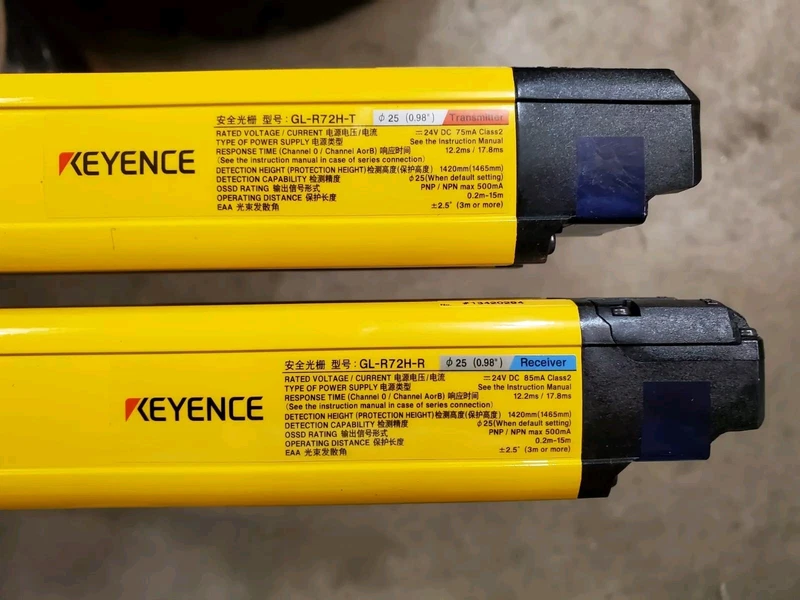 KEYENCE
安全光栅 型号: GL-R72H-T φ25 (0.98") Transmitter
RATED VOLTAGE / CURRENT 电源电压/电流 ⎓24V DC 75mA Class2
TYPE OF POWER SUPPLY 电源类型 See the Instruction Manual
RESPONSE TIME (Channel 0 / Channel AorB) 响应时间 12.2ms / 17.8ms
(See the instruction manual in case of series connection)
DETECTION HEIGHT (PROTECTION HEIGHT) 检测高度(保护高度) 1420mm(1465mm)
DETECTION CAPABILITY 检测精度 φ25(When default setting)
OSSD RATING 输出信号形式 PNP / NPN max 500mA
OPERATING DISTANCE 保护长度 0.2m-15m
EAA 光束发散角 ±2.5° (3m or more)
KEYENCE
安全光栅 型号: GL-R72H-R φ25 (0.98") Receiver
RATED VOLTAGE / CURRENT 电源电压/电流 ⎓24V DC 85mA Class2
TYPE OF POWER SUPPLY 电源类型 See the Instruction Manual
RESPONSE TIME (Channel 0 / Channel AorB) 响应时间 12.2ms / 17.8ms
(See the instruction manual in case of series connection)
DETECTION HEIGHT (PROTECTION HEIGHT) 检测高度(保护高度) 1420mm(1465mm)
DETECTION CAPABILITY 检测精度 φ25(When default setting)
OSSD RATING 输出信号形式 PNP / NPN max 500mA
OPERATING DISTANCE 保护长度 0.2m-15m
EAA 光束发散角 ±2.5° (3m or more)